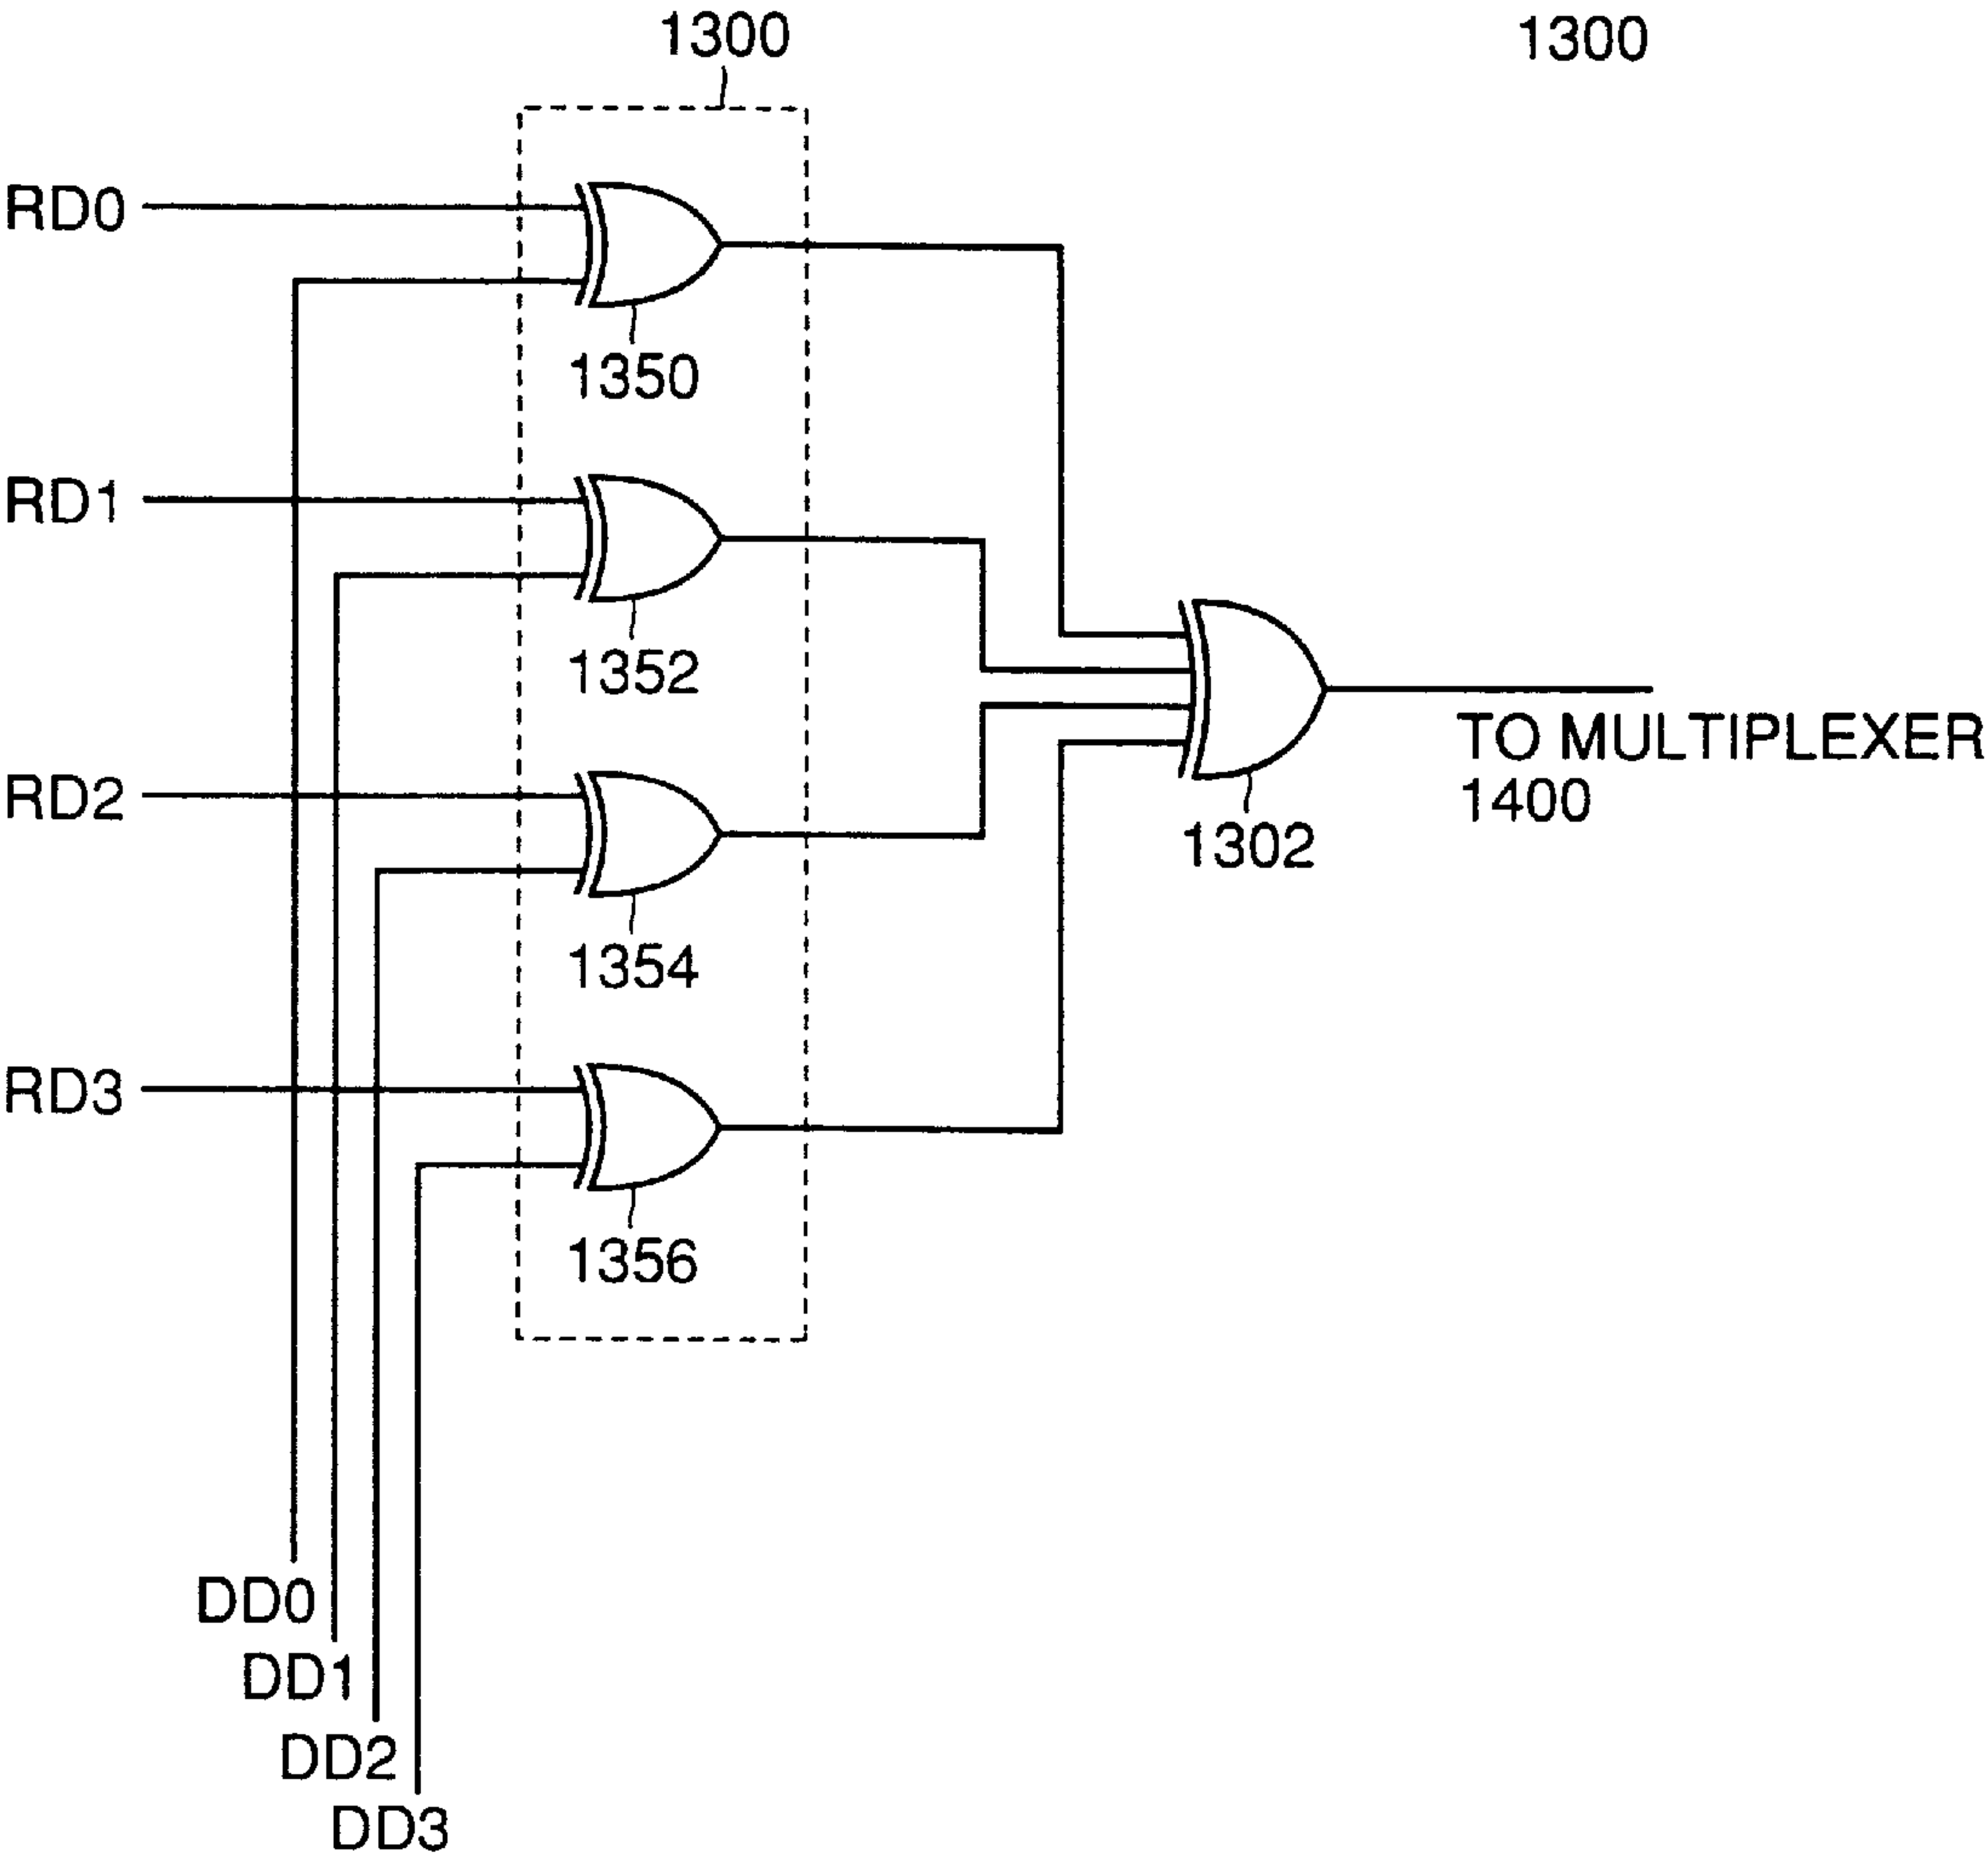 1300
1300
RD0
1350
RD1
1352
RD2
TO MULTIPLEXER
1400
1302
1354
RD3
1356
DD0
DD1
DD2
DD3